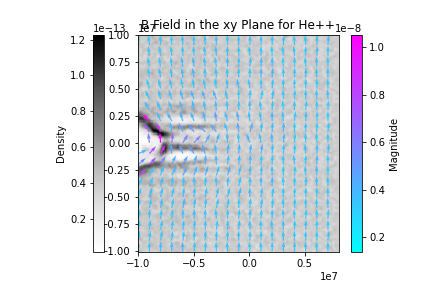 B Field in the xy Plane for He++
1e−13
1e7
1e−8
1.2
1.0
0.8
0.6
0.4
0.2
Density
1.00
0.75
0.50
0.25
0.00
−0.25
−0.50
−0.75
−1.00
−1.0 −0.5 0.0 0.5
1e7
1.0
0.8
0.6
0.4
0.2
Magnitude